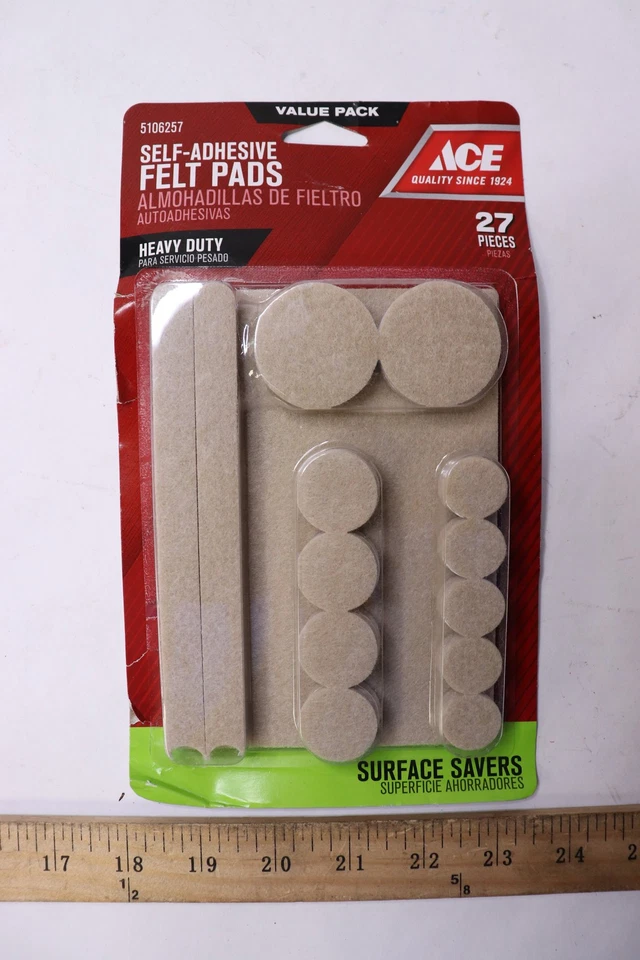 VALUE PACK
5106257
SELF-ADHESIVE
FELT PADS
ALMOHADILLAS DE FIELTRO
AUTOADHESIVAS
ACE
QUALITY SINCE 1924
27
PIECES
PIEZAS
HEAVY DUTY
PARA SERVICIO PESADO
SURFACE SAVERS
SUPERFICIE AHORRADORES
17 18 19 20 21 22 23 24 2
1/2 5/8